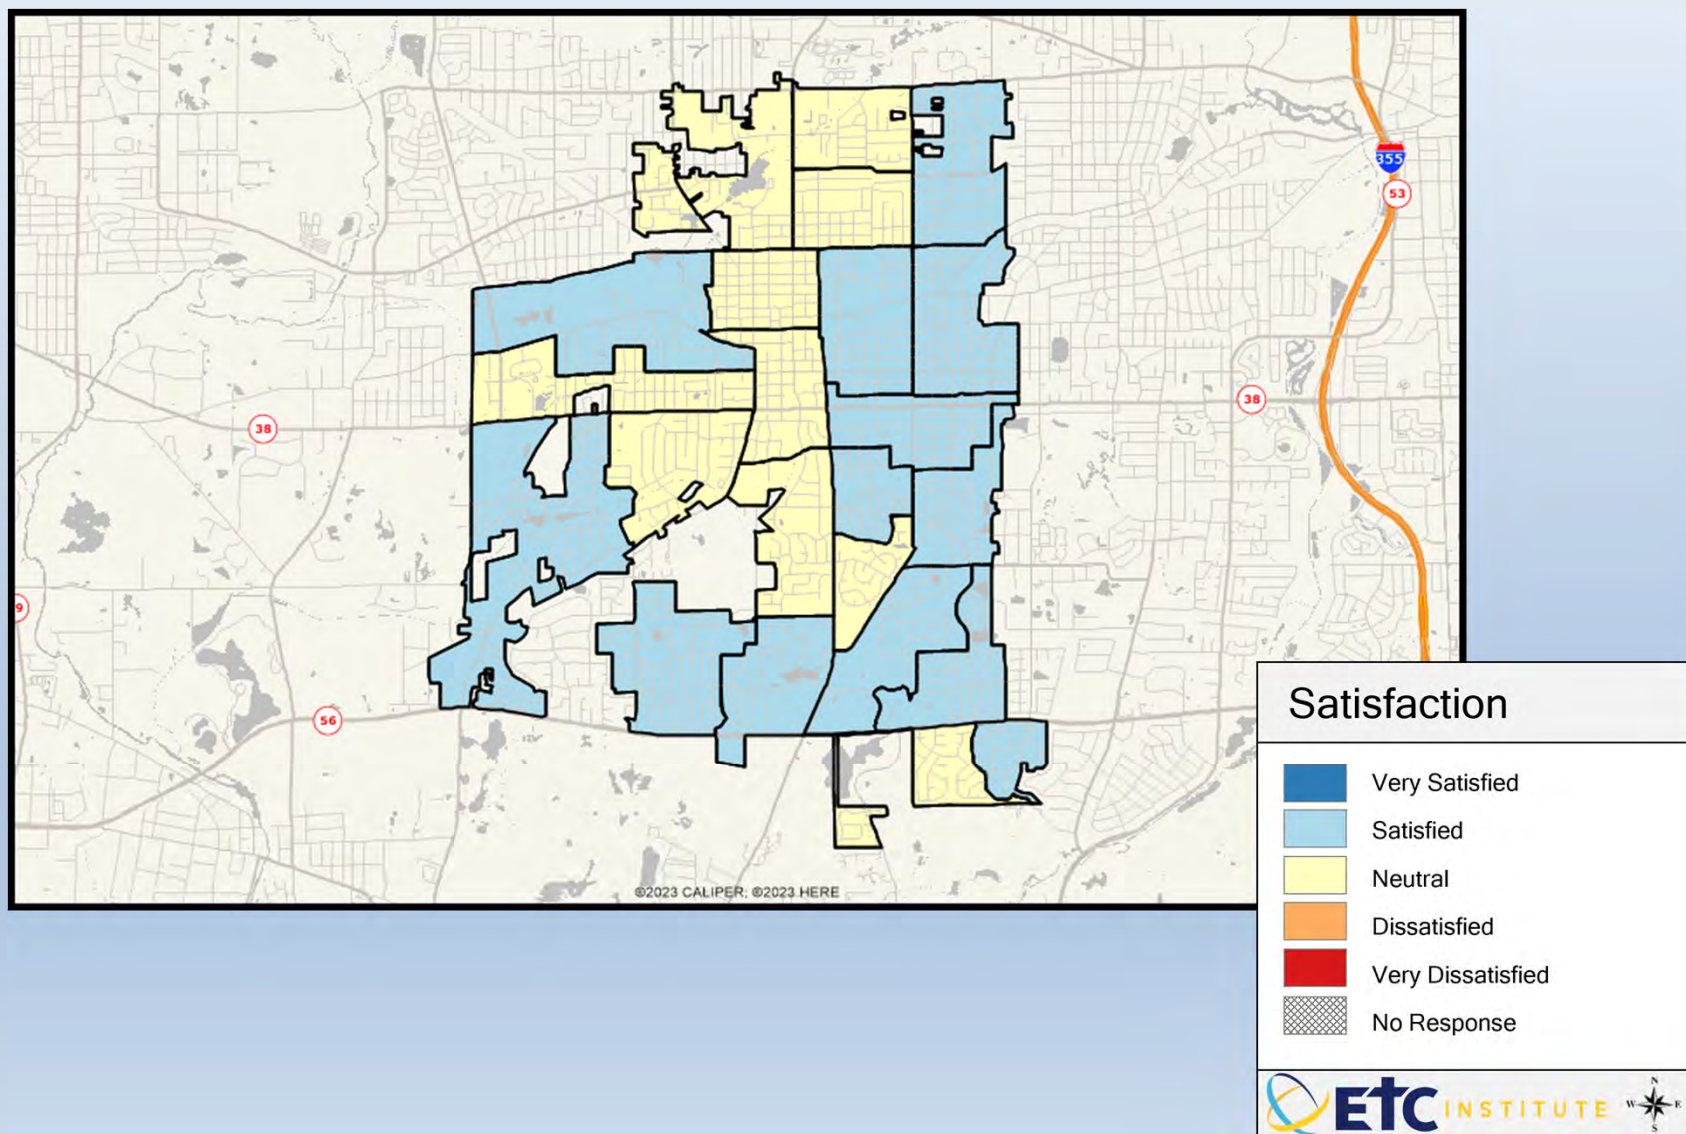 355
53
38
38
9
56
©2023 CALIPER; ©2023 HERE
Satisfaction
Very Satisfied
Satisfied
Neutral
Dissatisfied
Very Dissatisfied
No Response
ETC INSTITUTE
N
W E
S